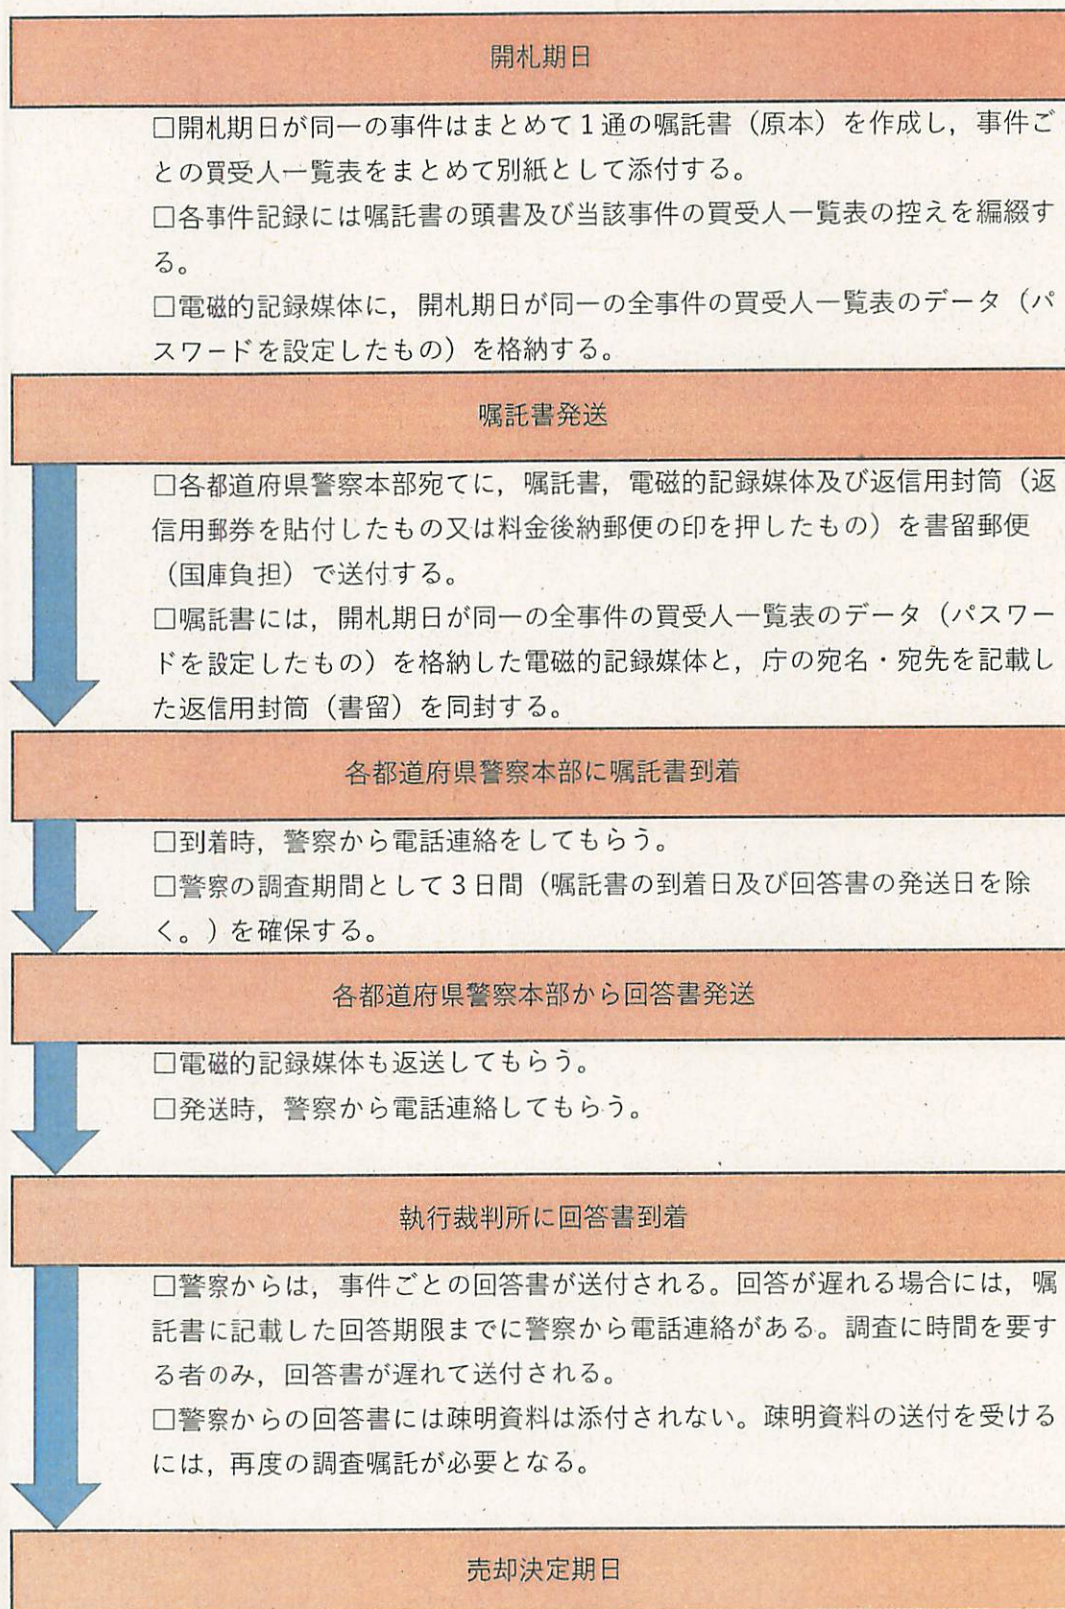 開札期日
□開札期日が同一の事件はまとめて1通の嘱託書（原本）を作成し，事件ご
との買受人一覧表をまとめて別紙として添付する。
□各事件記録には嘱託書の頭書及び当該事件の買受人一覧表の控えを編綴す
る。
□電磁的記録媒体に，開札期日が同一の全事件の買受人一覧表のデータ（パ
スワードを設定したもの）を格納する。
嘱託書発送
□各都道府県警察本部宛てに，嘱託書，電磁的記録媒体及び返信用封筒（返
信用郵券を貼付したもの又は料金後納郵便の印を押したもの）を書留郵便
（国庫負担）で送付する。
□嘱託書には，開札期日が同一の全事件の買受人一覧表のデータ（パスワー
ドを設定したもの）を格納した電磁的記録媒体と，庁の宛名・宛先を記載し
た返信用封筒（書留）を同封する。
各都道府県警察本部に嘱託書到着
□到着時，警察から電話連絡をしてもらう。
□警察の調査期間として3日間（嘱託書の到着日及び回答書の発送日を除
く。）を確保する。
各都道府県警察本部から回答書発送
□電磁的記録媒体も返送してもらう。
□発送時，警察から電話連絡してもらう。
執行裁判所に回答書到着
□警察からは，事件ごとの回答書が送付される。回答が遅れる場合には，嘱
託書に記載した回答期限までに警察から電話連絡がある。調査に時間を要す
る者のみ，回答書が遅れて送付される。
□警察からの回答書には疎明資料は添付されない。疎明資料の送付を受ける
には，再度の調査嘱託が必要となる。
売却決定期日